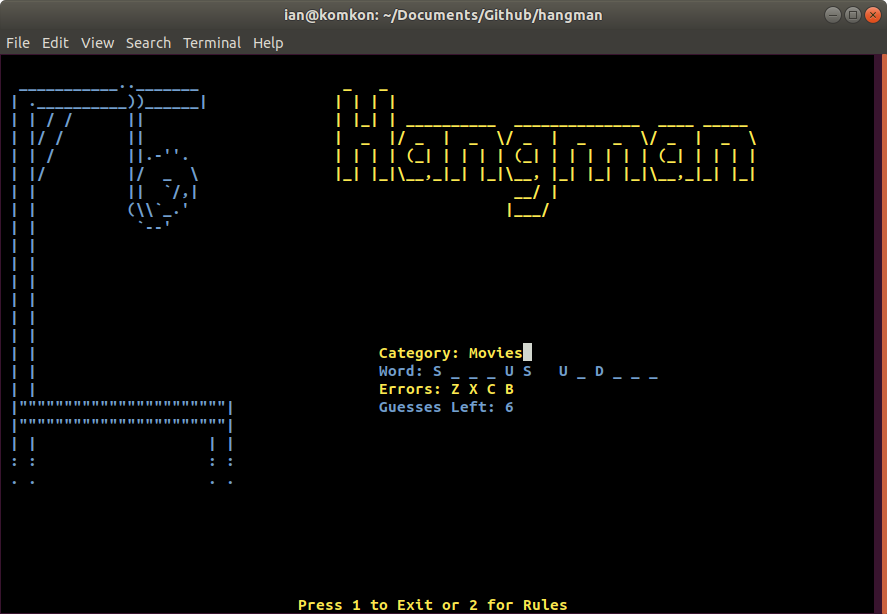 ian@komkon: ~/Documents/Github/hangman
File Edit View Search Terminal Help
Hangman
Category: Movies
Word: S _ _ _ U S   U _ D _ _ _
Errors: Z X C B
Guesses Left: 6
Press 1 to Exit or 2 for Rules